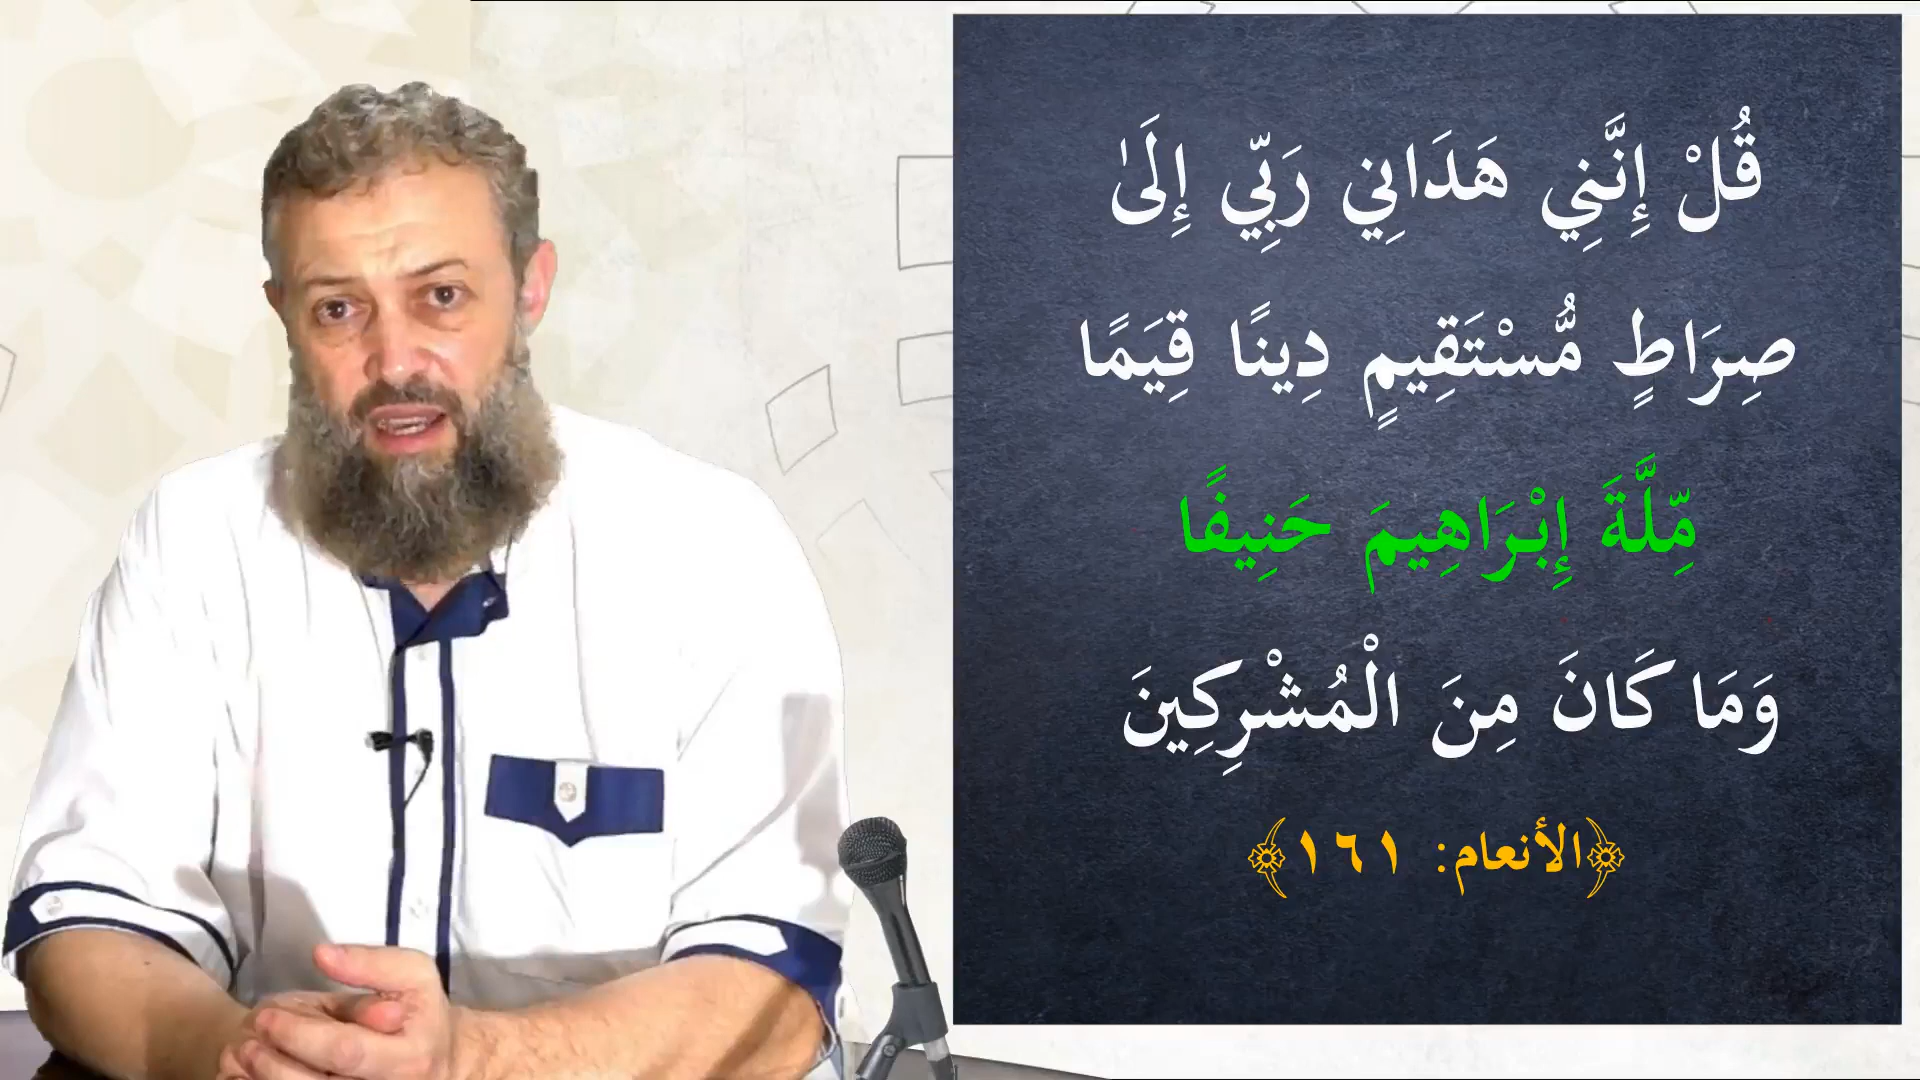 قُلْ إِنَّنِي هَدَانِي رَبِّي إِلَىٰ
صِرَاطٍ مُّسْتَقِيمٍ دِينًا قِيَمًا
مِّلَّةَ إِبْرَاهِيمَ حَنِيفًا
وَمَا كَانَ مِنَ الْمُشْرِكِينَ
﴿الأنعام: ١٦١﴾